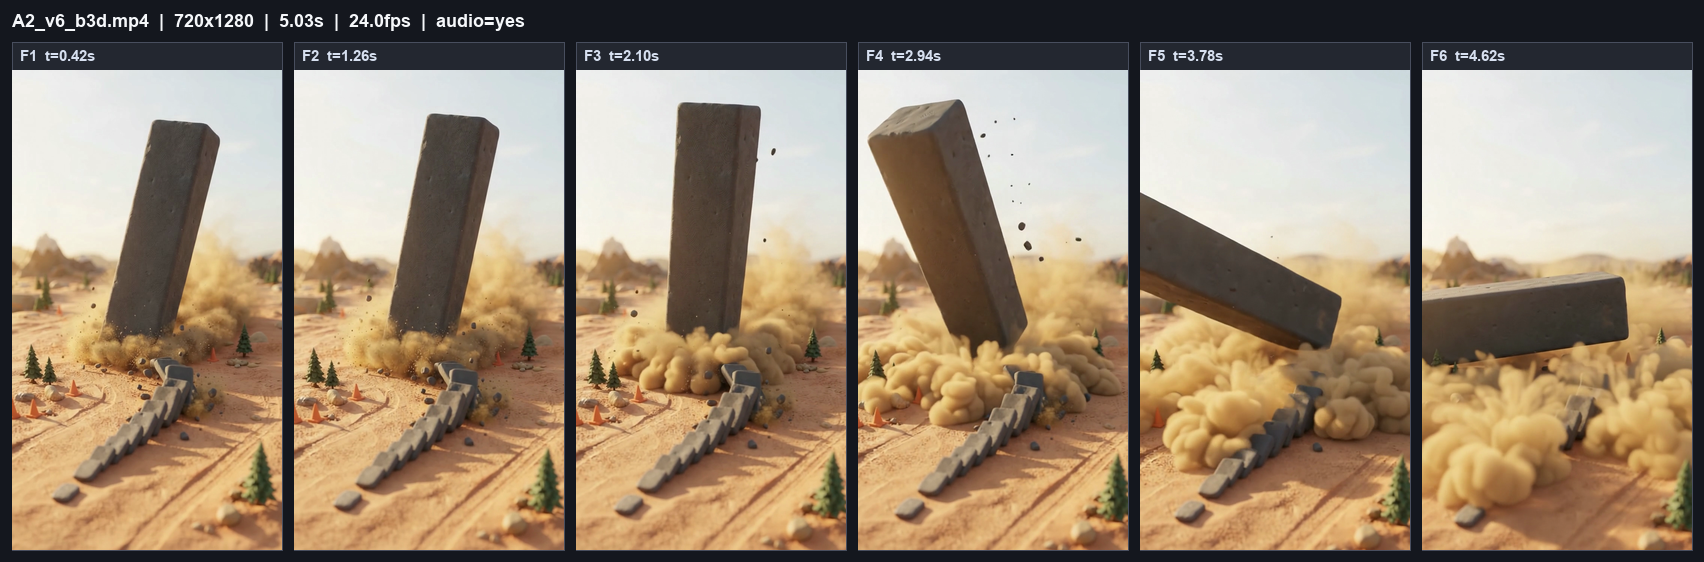 A2_v6_b3d.mp4 | 720x1280 | 5.03s | 24.0fps | audio=yes
F1 t=0.42s
F2 t=1.26s
F3 t=2.10s
F4 t=2.94s
F5 t=3.78s
F6 t=4.62s